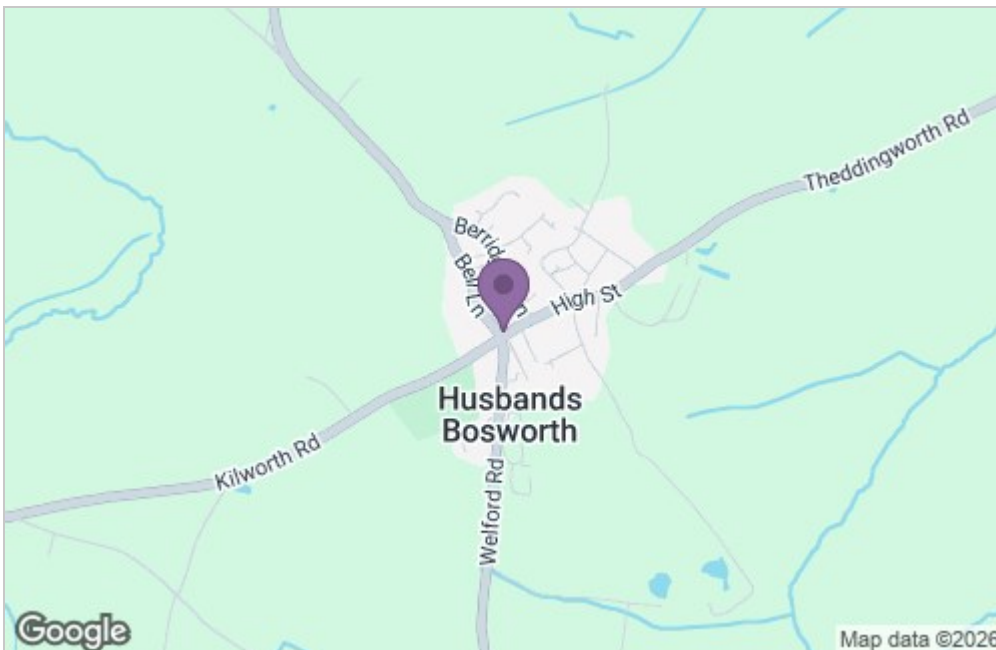 Theddingworth Rd
Bell Ln
High St
Husbands
Bosworth
Kilworth Rd
Welford Rd
Google
Map data ©2026